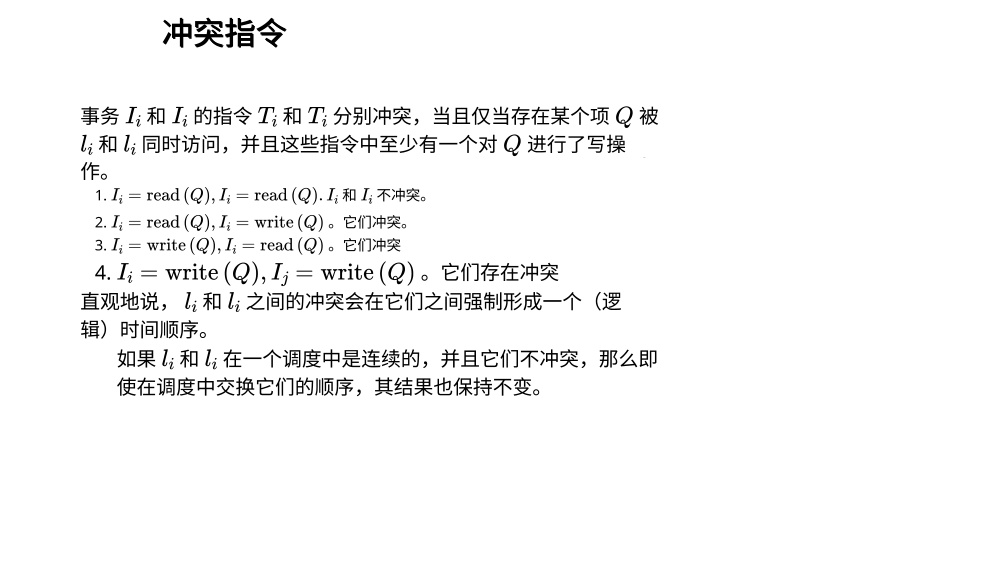 冲突指令
事务 $I_i$ 和 $I_i$ 的指令 $T_i$ 和 $T_i$ 分别冲突，当且仅当存在某个项 $Q$ 被
$l_i$ 和 $l_i$ 同时访问，并且这些指令中至少有一个对 $Q$ 进行了写操
作。
1. $I_i = \text{read}(Q), I_i = \text{read}(Q).$ $I_i$ 和 $I_i$ 不冲突。
2. $I_i = \text{read}(Q), I_i = \text{write}(Q)$ 。它们冲突。
3. $I_i = \text{write}(Q), I_i = \text{read}(Q)$ 。它们冲突
4. $I_i = \text{write}(Q), I_j = \text{write}(Q)$ 。它们存在冲突
直观地说， $l_i$ 和 $l_i$ 之间的冲突会在它们之间强制形成一个（逻
辑）时间顺序。
如果 $l_i$ 和 $l_i$ 在一个调度中是连续的，并且它们不冲突，那么即
使在调度中交换它们的顺序，其结果也保持不变。